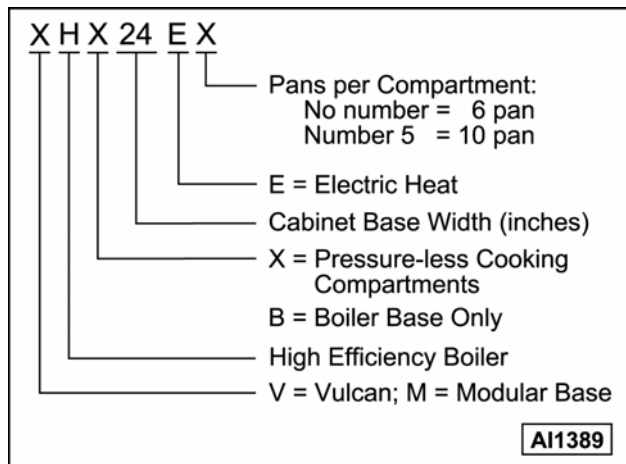 X H X 24 E X
Pans per Compartment:
No number = 6 pan
Number 5 = 10 pan
E = Electric Heat
Cabinet Base Width (inches)
X = Pressure-less Cooking
Compartments
B = Boiler Base Only
High Efficiency Boiler
V = Vulcan; M = Modular Base
AI1389